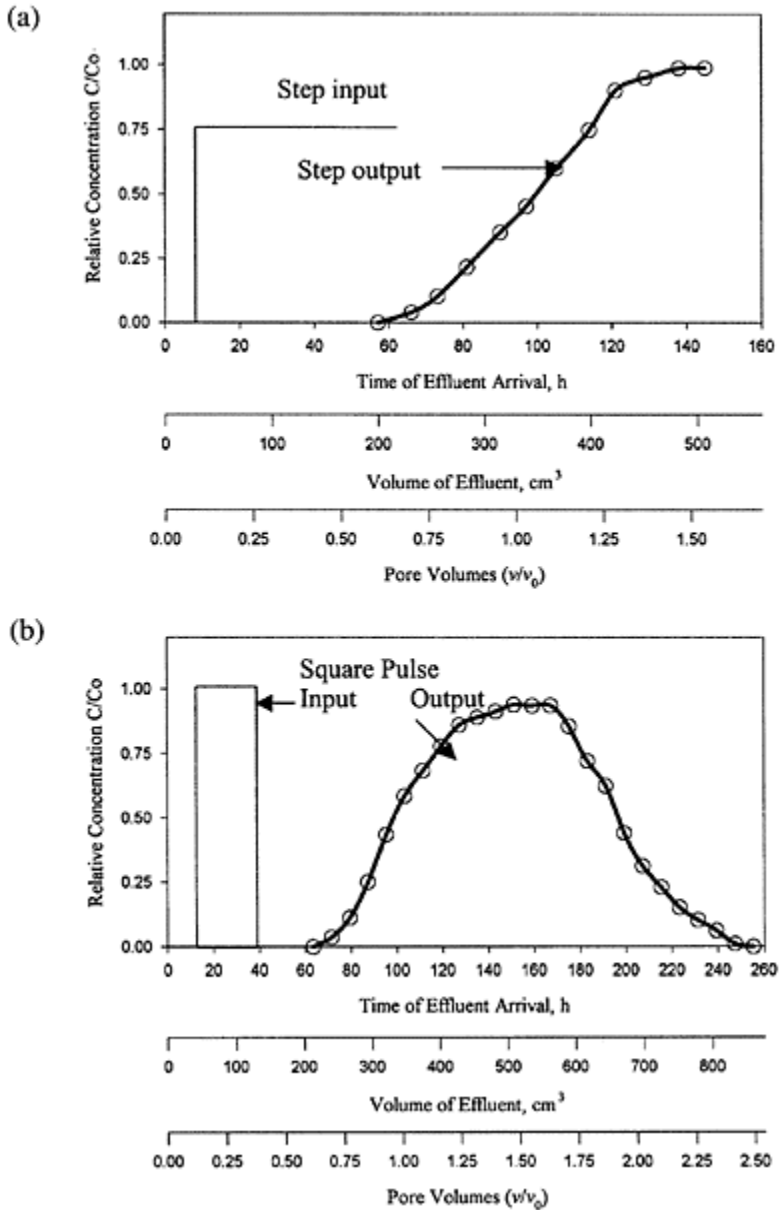 (a)
Relative Concentration C/Co
1.00
0.75
0.50
0.25
0.00
Step input
Step output
0 20 40 60 80 100 120 140 160
Time of Effluent Arrival, h
0 100 200 300 400 500
Volume of Effluent, cm³
0.00 0.25 0.50 0.75 1.00 1.25 1.50
Pore Volumes (v/v₀)
(b)
Relative Concentration C/Co
1.00
0.75
0.50
0.25
0.00
Square Pulse
Input Output
0 20 40 60 80 100 120 140 160 180 200 220 240 260
Time of Effluent Arrival, h
0 100 200 300 400 500 600 700 800
Volume of Effluent, cm³
0.00 0.25 0.50 0.75 1.00 1.25 1.50 1.75 2.00 2.25 2.50
Pore Volumes (v/v₀)